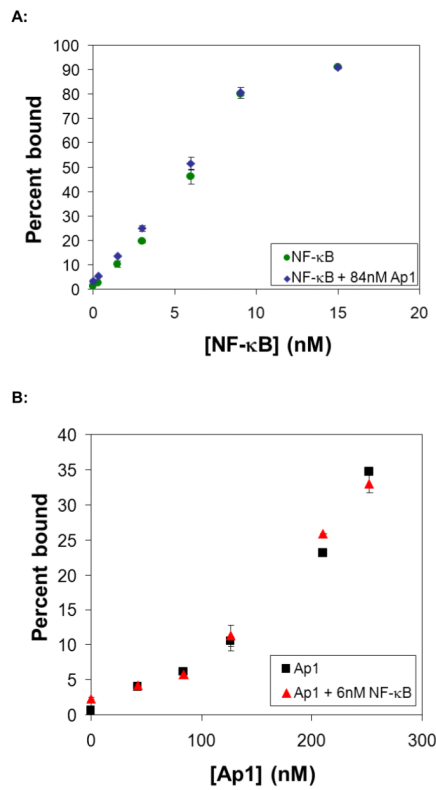 A:
100
90
80
70
60
50
40
30
20
10
0
Percent bound
NF-κB
NF-κB + 84nM Ap1
0 5 10 15 20
[NF-κB] (nM)
B:
40
35
30
25
20
15
10
5
0
Percent bound
Ap1
Ap1 + 6nM NF-κB
0 100 200 300
[Ap1] (nM)